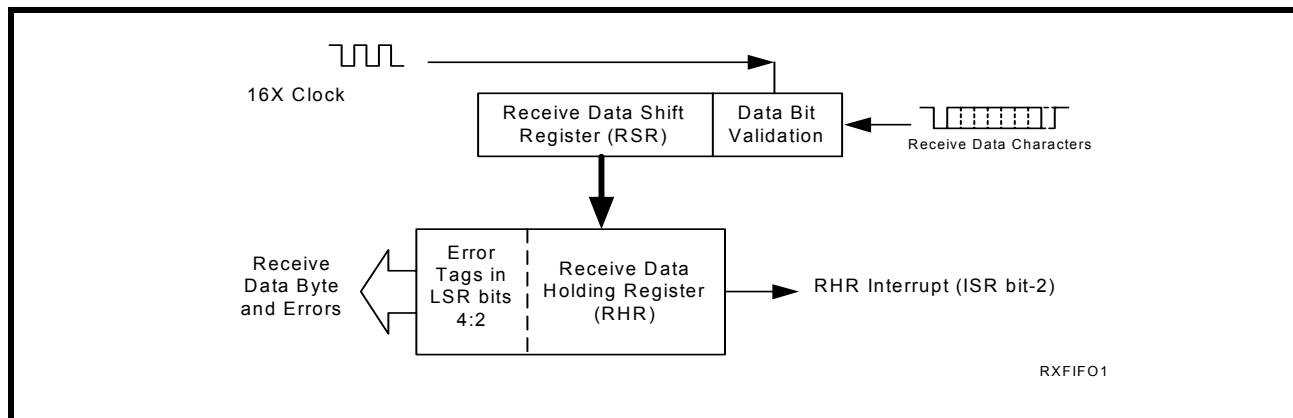 16X Clock
Receive Data Shift
Register (RSR)
Data Bit
Validation
Receive Data Characters
Receive
Data Byte
and Errors
Error
Tags in
LSR bits
4:2
Receive Data
Holding Register
(RHR)
RHR Interrupt (ISR bit-2)
RXFIFO1